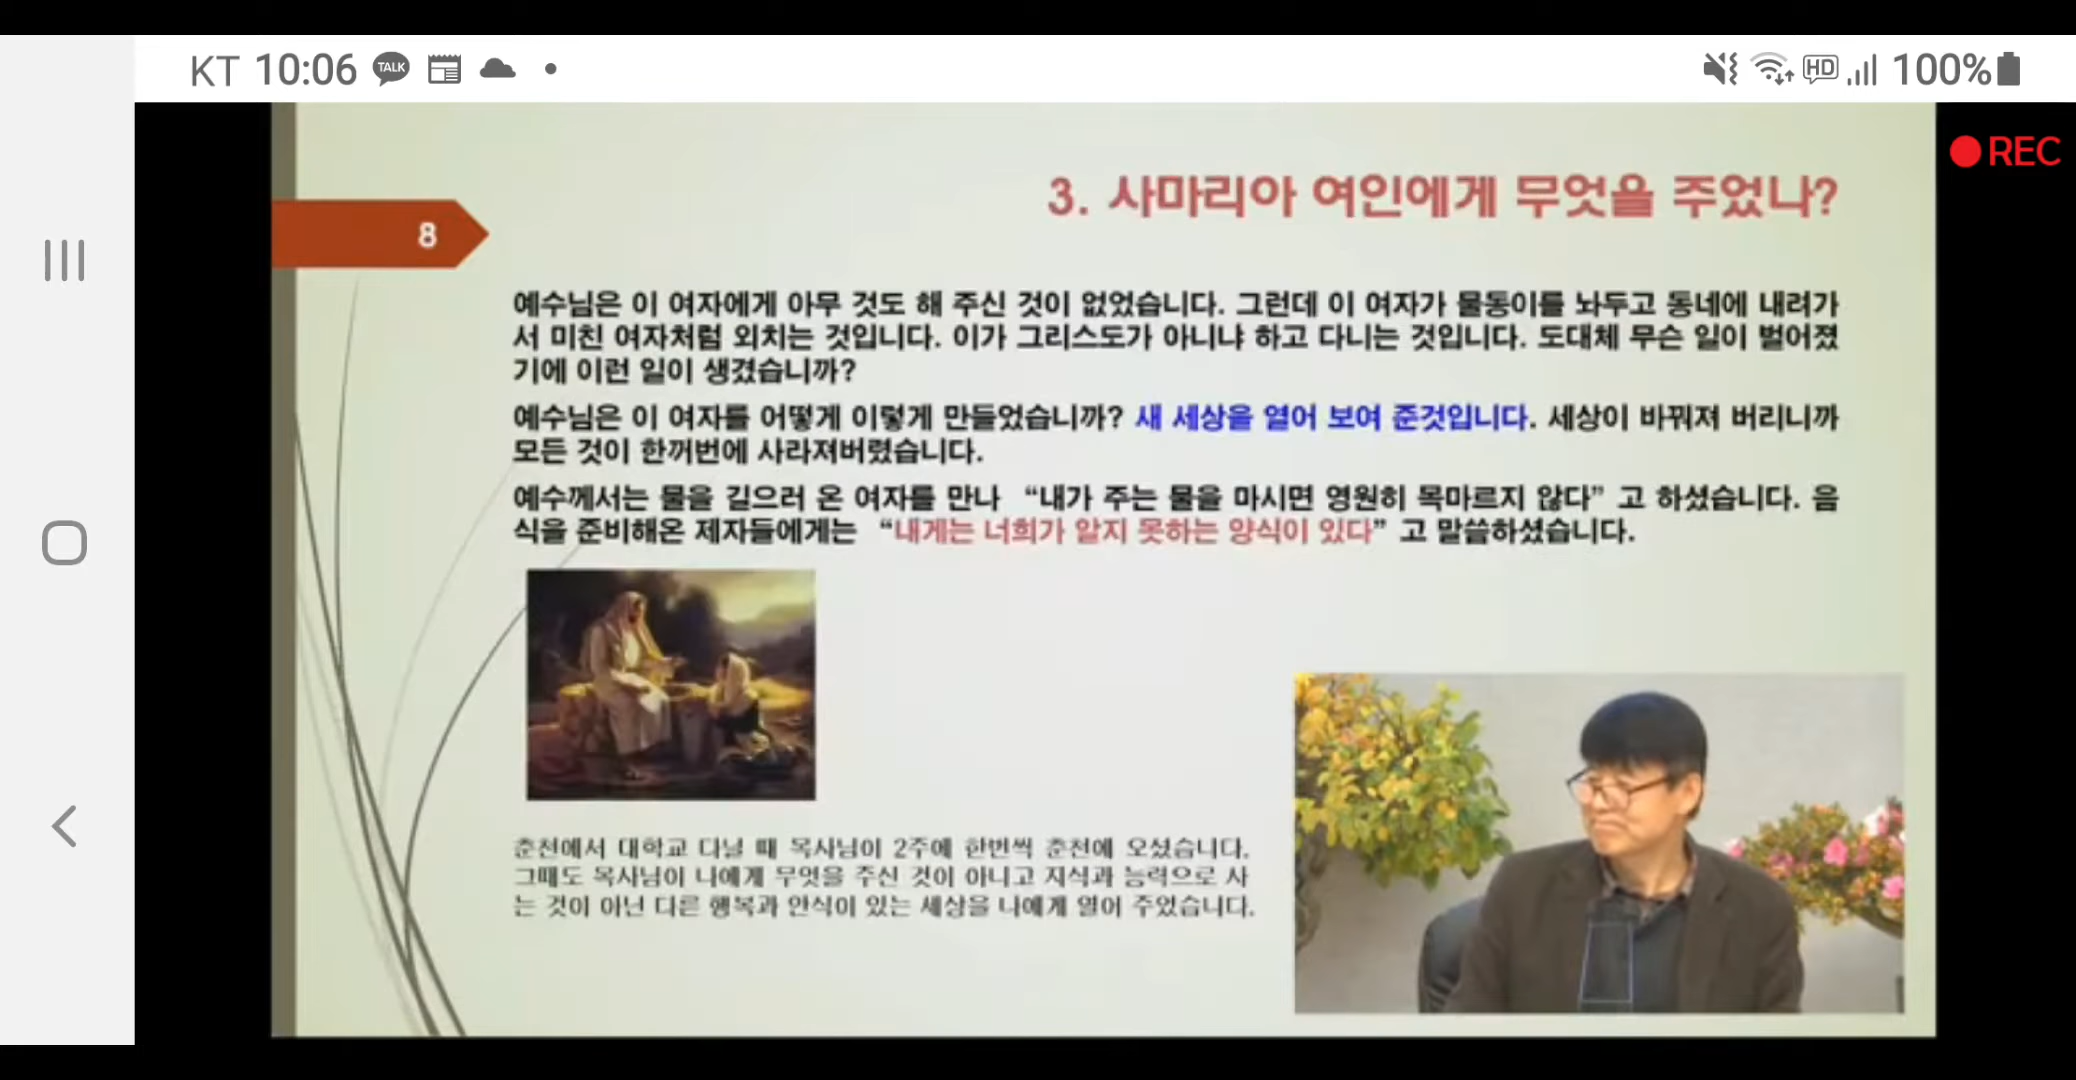 KT 10:06 TALK
HD 100%
REC
3. 사마리아 여인에게 무엇을 주었나?
8
예수님은 이 여자에게 아무 것도 해 주신 것이 없었습니다. 그런데 이 여자가 물동이를 놔두고 동네에 내려가
서 미친 여자처럼 외치는 것입니다. 이가 그리스도가 아니냐 하고 다니는 것입니다. 도대체 무슨 일이 벌어졌
기에 이런 일이 생겼습니까?
예수님은 이 여자를 어떻게 이렇게 만들었습니까? 새 세상을 열어 보여 준것입니다. 세상이 바꿔져 버리니까
모든 것이 한꺼번에 사라져버렸습니다.
예수께서는 물을 길으러 온 여자를 만나 “내가 주는 물을 마시면 영원히 목마르지 않다” 고 하셨습니다. 음
식을 준비해온 제자들에게는 “내게는 너희가 알지 못하는 양식이 있다” 고 말씀하셨습니다.
춘천에서 대학교 다닐 때 목사님이 2주에 한번씩 춘천에 오셨습니다.
그때도 목사님이 나에게 무엇을 주신 것이 아니고 지식과 능력으로 사
는 것이 아닌 다른 행복과 안식이 있는 세상을 나에게 열어 주었습니다.